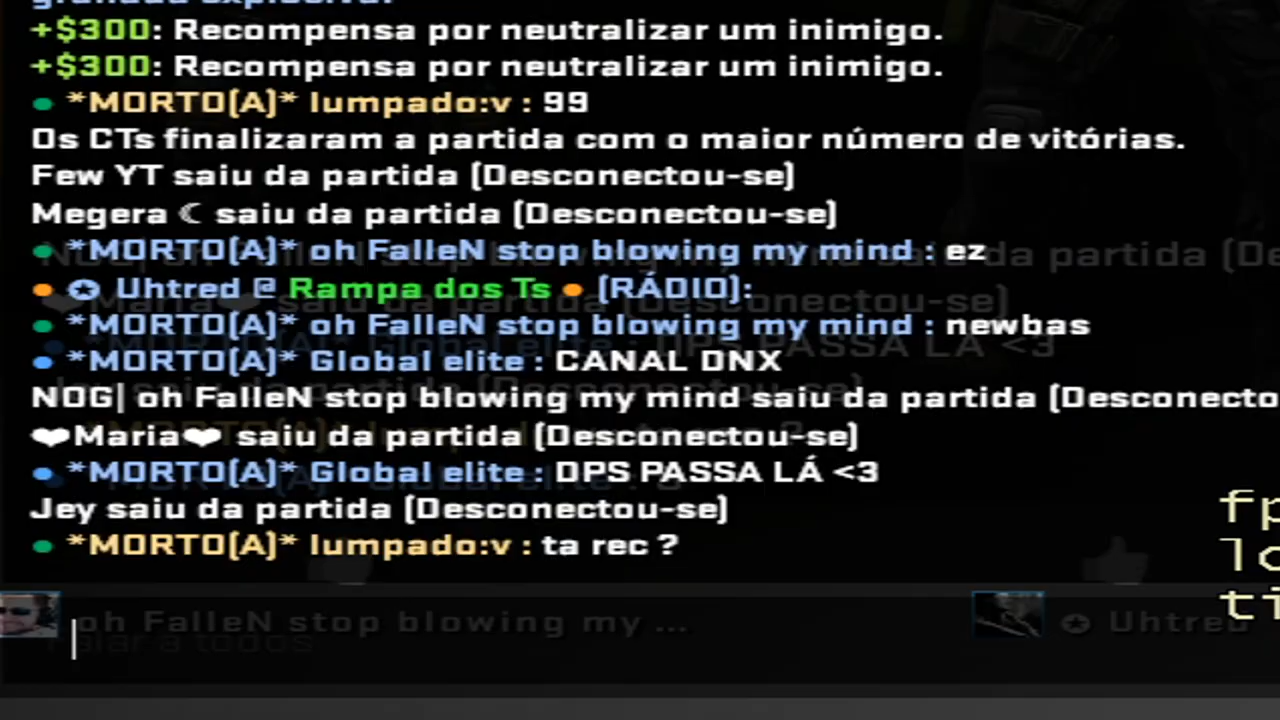 +$300: Recompensa por neutralizar um inimigo.
+$300: Recompensa por neutralizar um inimigo.
*MORTO(A)* lumpado:v : 99
Os CTs finalizaram a partida com o maior número de vitórias.
Few YT saiu da partida (Desconectou-se)
Megera ☾ saiu da partida (Desconectou-se)
*MORTO(A)* oh FalleN stop blowing my mind : ez
✪ Uhtred @ Rampa dos Ts ● (RÁDIO):
*MORTO(A)* oh FalleN stop blowing my mind : newbas
*MORTO(A)* Global elite : CANAL DNX
NOG| oh FalleN stop blowing my mind saiu da partida (Desconecto
❤Maria❤ saiu da partida (Desconectou-se)
*MORTO(A)* Global elite : DPS PASSA LÁ <3
Jey saiu da partida (Desconectou-se)
*MORTO(A)* lumpado:v : ta rec ?
oh FalleN stop blowing my ...
✪ Uhtred
Falar a todos